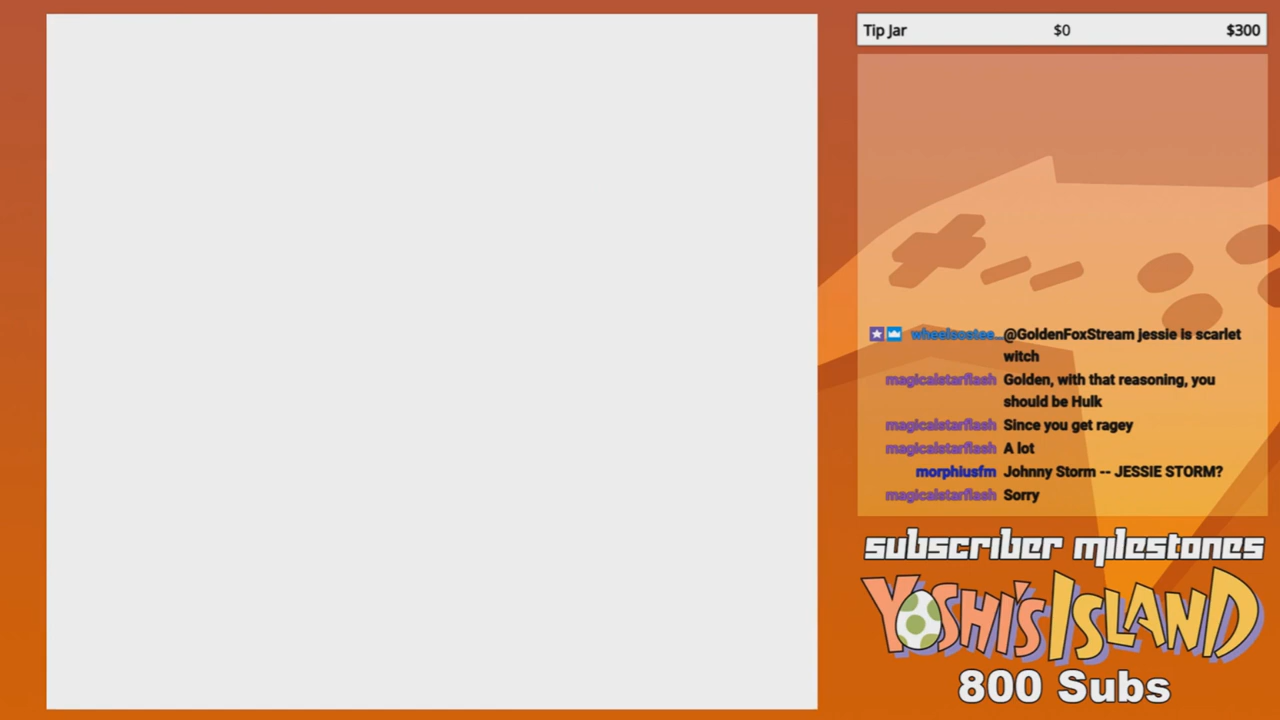 Tip Jar $0 $300
wheelsostee... @GoldenFoxStream jessie is scarlet
witch
magicalstarflash Golden, with that reasoning, you
should be Hulk
magicalstarflash Since you get ragey
magicalstarflash A lot
morphiusfm Johnny Storm -- JESSIE STORM?
magicalstarflash Sorry
subscriber milestones
YOSHI'S ISLAND
800 Subs